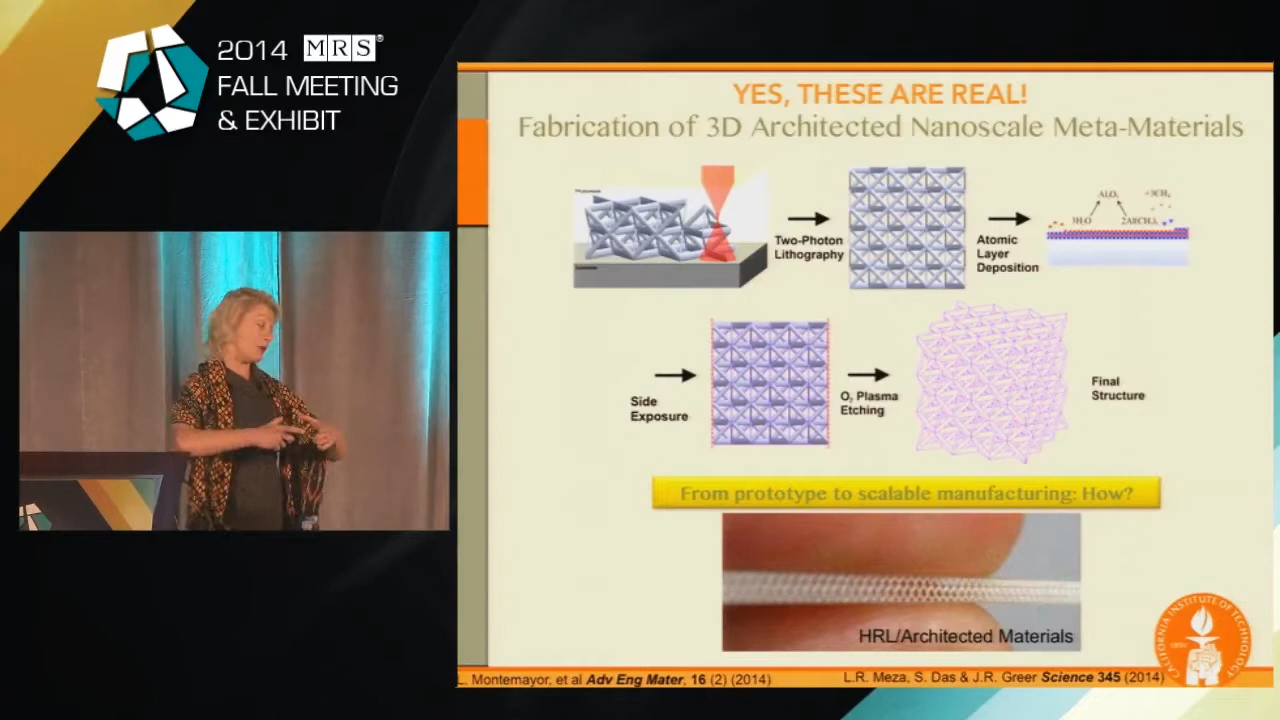 2014 MRS®
FALL MEETING
& EXHIBIT
YES, THESE ARE REAL!
Fabrication of 3D Architected Nanoscale Meta-Materials
Two-Photon
Lithography
Atomic
Layer
Deposition
3H₂O
Side
Exposure
O₂ Plasma
Etching
Final
Structure
From prototype to scalable manufacturing: How?
HRL/Architected Materials
CALIFORNIA INSTITUTE OF TECHNOLOGY
L. Montemayor, et al Adv Eng Mater, 16 (2) (2014)
L.R. Meza, S. Das & J.R. Greer Science 345 (2014)